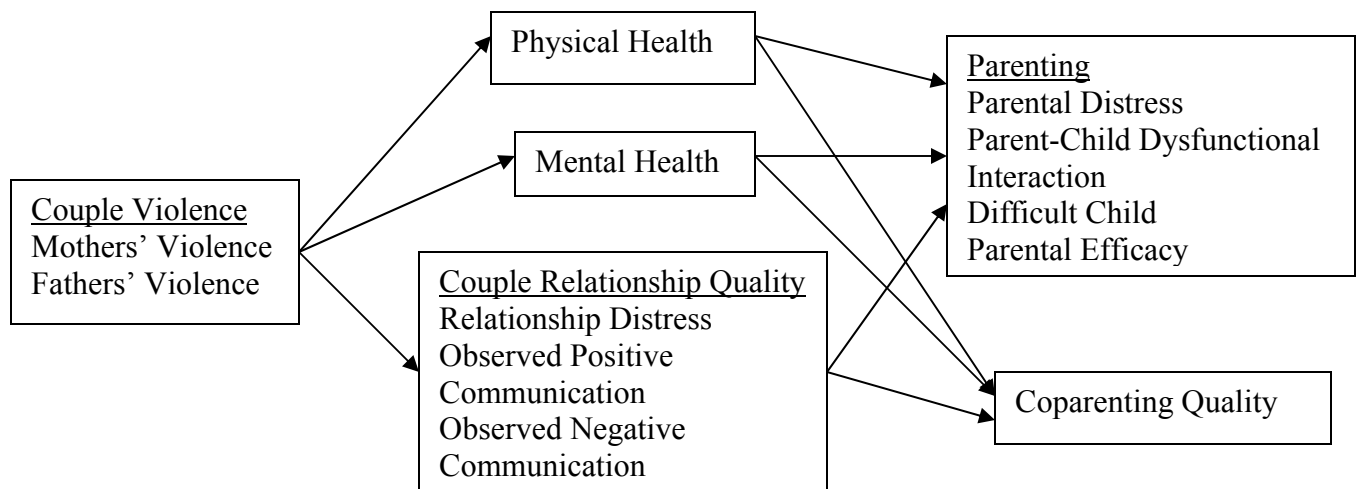 Physical Health
Mental Health
Couple Violence
Mothers’ Violence
Fathers’ Violence
Couple Relationship Quality
Relationship Distress
Observed Positive
Communication
Observed Negative
Communication
Parenting
Parental Distress
Parent-Child Dysfunctional
Interaction
Difficult Child
Parental Efficacy
Coparenting Quality